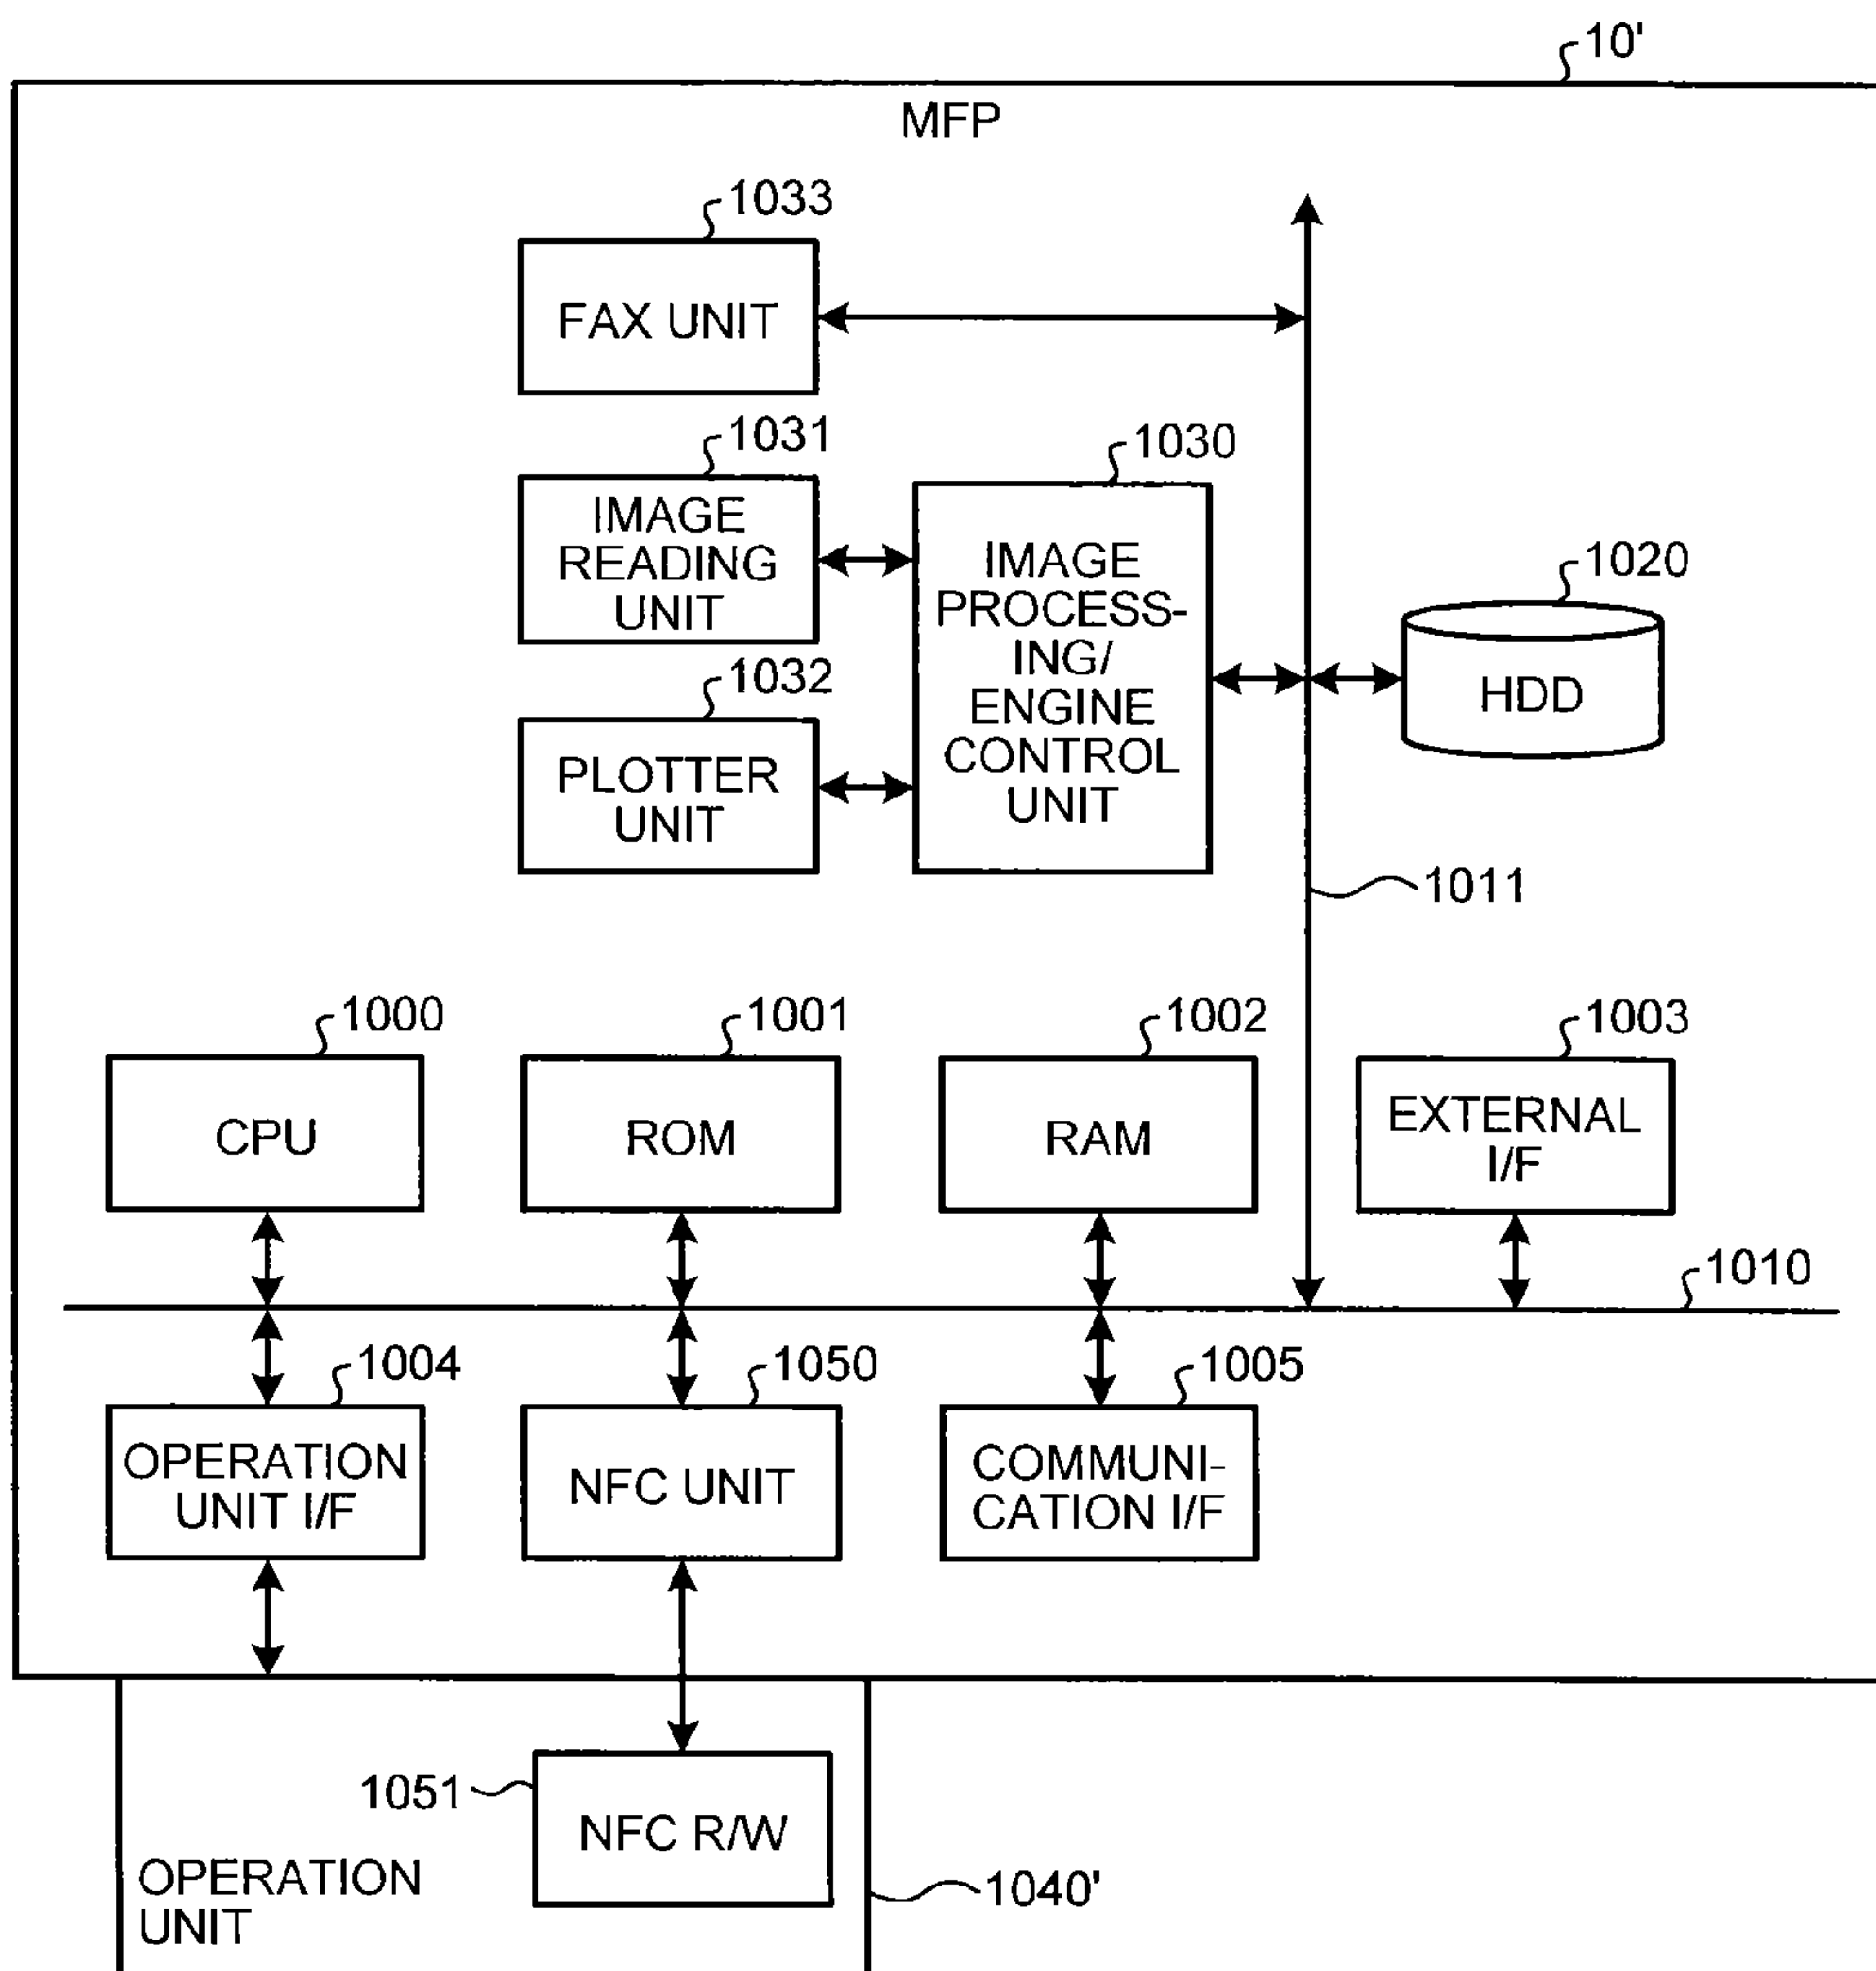 10'
MFP
1033
FAX UNIT
1031
IMAGE
READING
UNIT
1030
IMAGE
PROCESS-
ING/
ENGINE
CONTROL
UNIT
1020
HDD
1032
PLOTTER
UNIT
1011
1000
CPU
1001
ROM
1002
RAM
1003
EXTERNAL
I/F
1010
1004
OPERATION
UNIT I/F
1050
NFC UNIT
1005
COMMUNI-
CATION I/F
1051
NFC R/W
OPERATION
UNIT
1040'